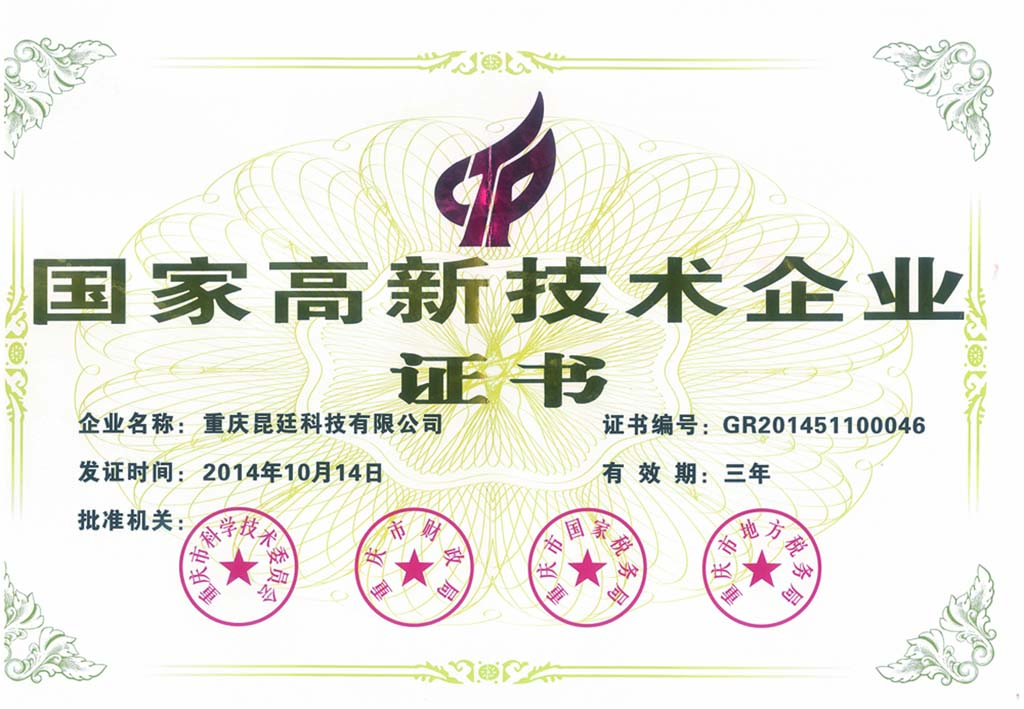 国家高新技术企业
证书
企业名称：重庆昆廷科技有限公司
证书编号：GR201451100046
发证时间：2014年10月14日
有 效 期：三年
批准机关：
重庆市科学技术委员会
重庆市财政局
重庆市国家税务局
重庆市地方税务局